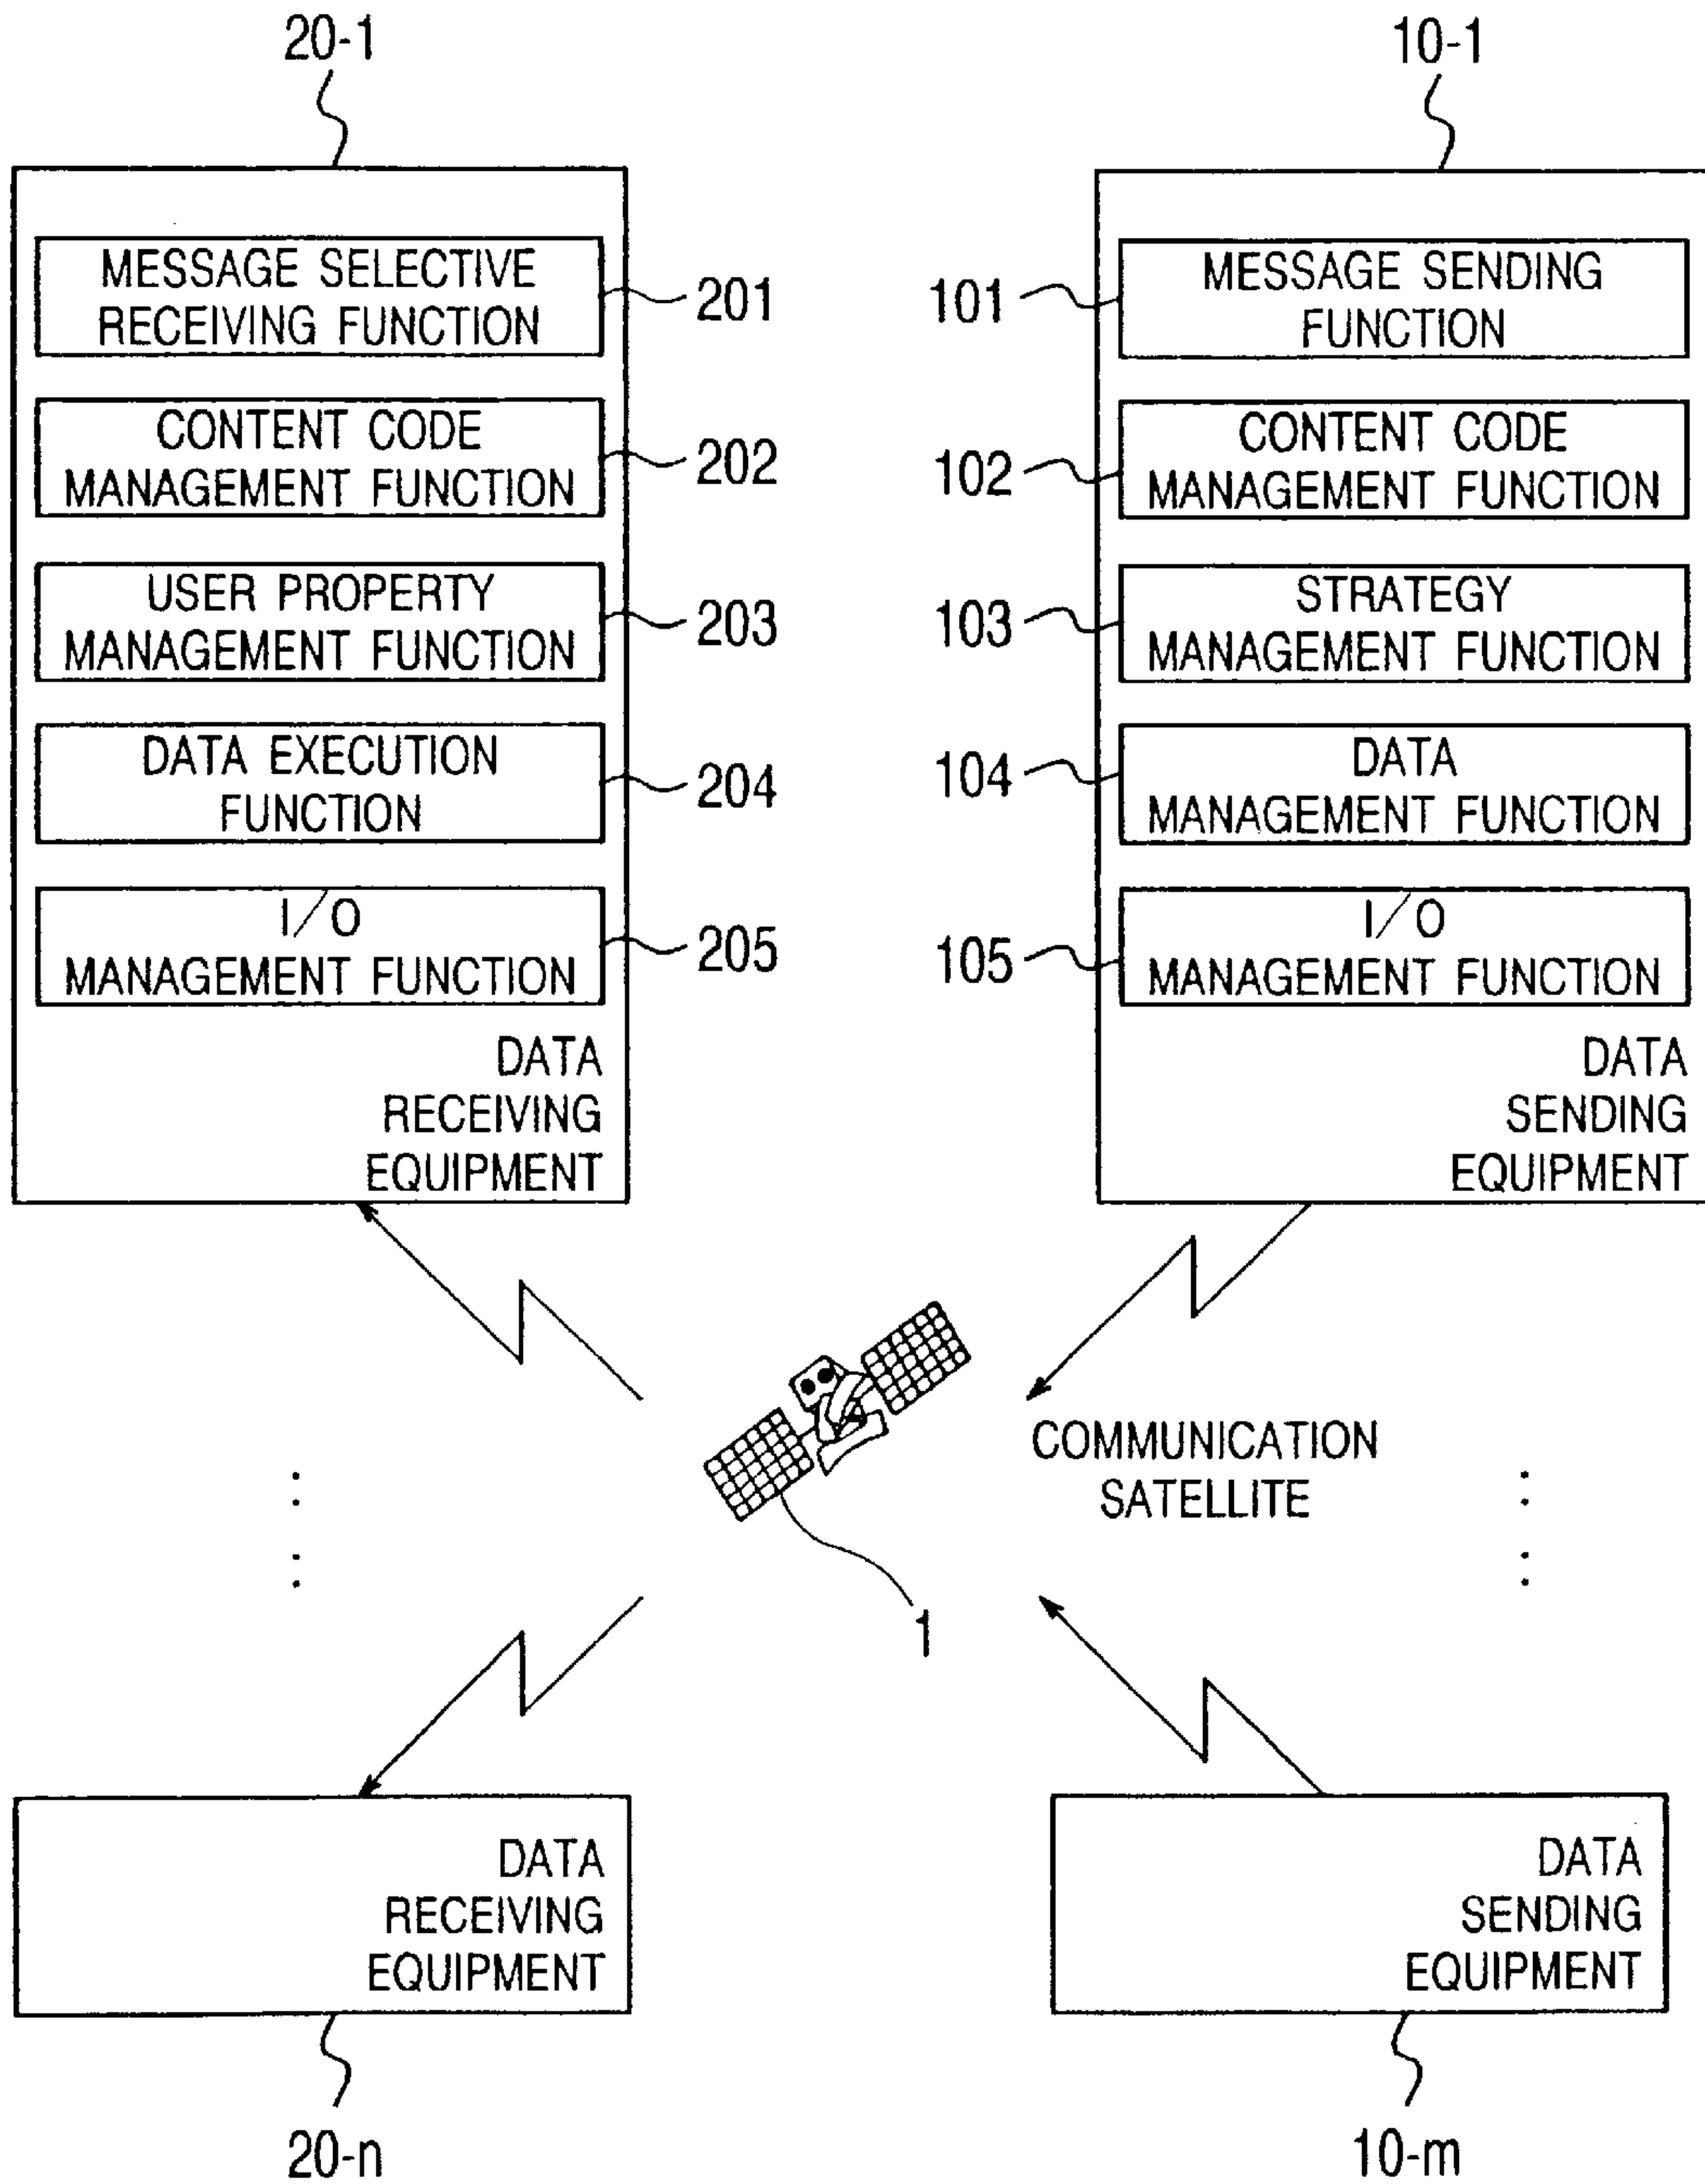 20-1
MESSAGE SELECTIVE
RECEIVING FUNCTION
201
CONTENT CODE
MANAGEMENT FUNCTION
202
USER PROPERTY
MANAGEMENT FUNCTION
203
DATA EXECUTION
FUNCTION
204
I/O
MANAGEMENT FUNCTION
205
DATA
RECEIVING
EQUIPMENT
10-1
MESSAGE SENDING
FUNCTION
101
CONTENT CODE
MANAGEMENT FUNCTION
102
STRATEGY
MANAGEMENT FUNCTION
103
DATA
MANAGEMENT FUNCTION
104
I/O
MANAGEMENT FUNCTION
105
DATA
SENDING
EQUIPMENT
COMMUNICATION
SATELLITE
1
DATA
RECEIVING
EQUIPMENT
20-n
DATA
SENDING
EQUIPMENT
10-m